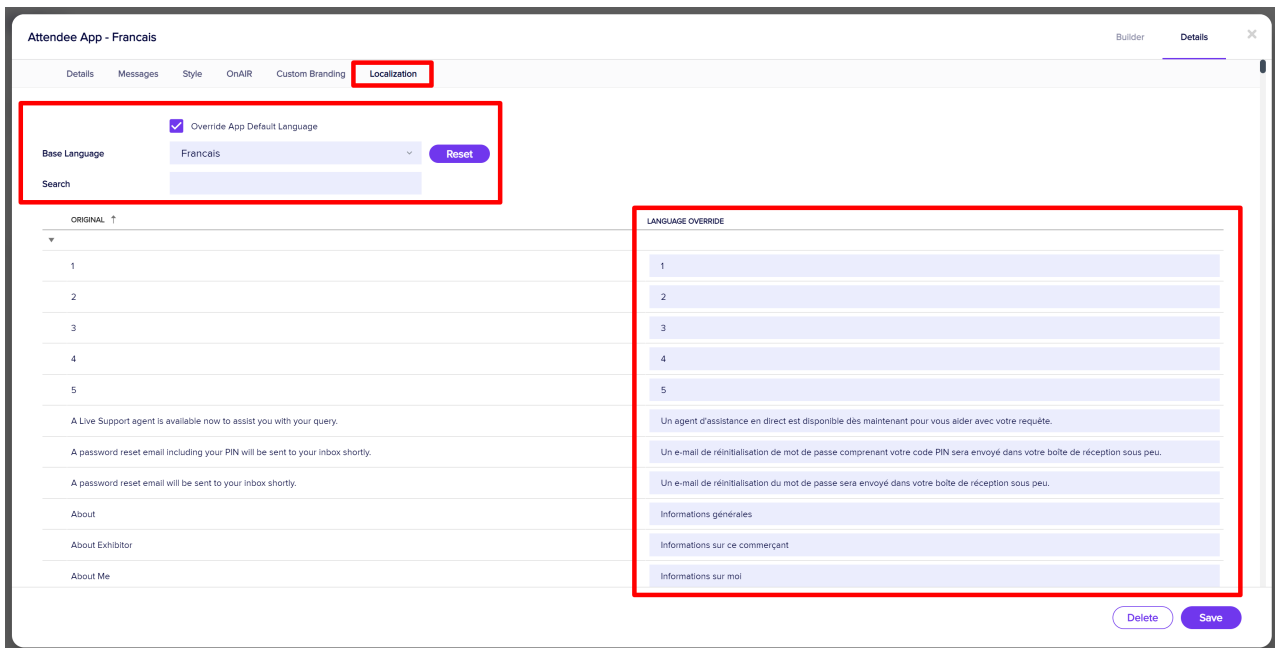 Attendee App - Francais
Builder
Details
Details
Messages
Style
OnAIR
Custom Branding
Localization
Override App Default Language
Base Language
Francais
Reset
Search
ORIGINAL ↑
LANGUAGE OVERRIDE
1
1
2
2
3
3
4
4
5
5
A Live Support agent is available now to assist you with your query.
Un agent d'assistance en direct est disponible dès maintenant pour vous aider avec votre requête.
A password reset email including your PIN will be sent to your inbox shortly.
Un e-mail de réinitialisation de mot de passe comprenant votre code PIN sera envoyé dans votre boîte de réception sous peu.
A password reset email will be sent to your inbox shortly.
Un e-mail de réinitialisation du mot de passe sera envoyé dans votre boîte de réception sous peu.
About
Informations générales
About Exhibitor
Informations sur ce commerçant
About Me
Informations sur moi
Delete
Save